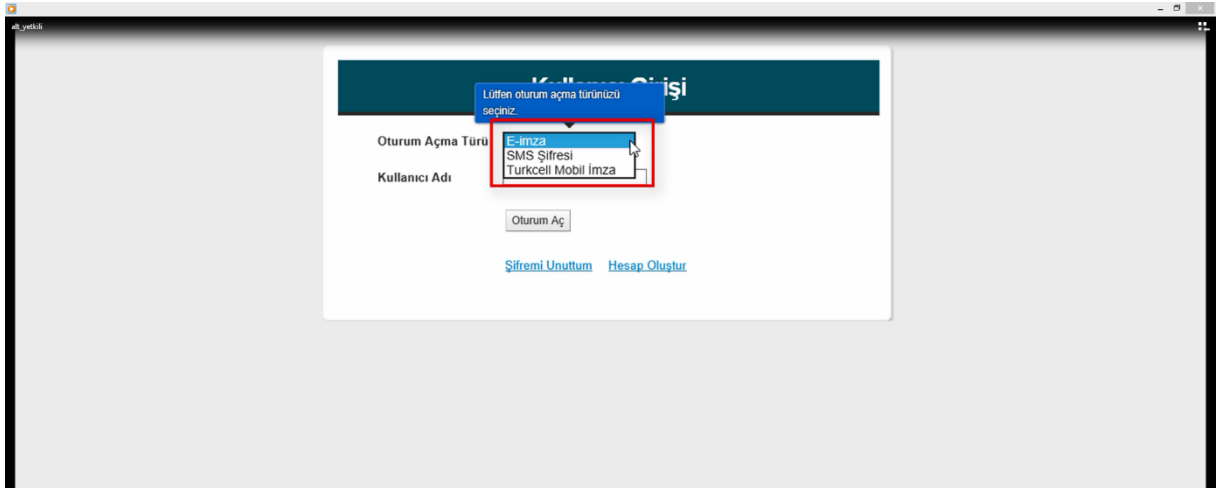 alt_yetkili
Lütfen oturum açma türünüzü
seçiniz.
Oturum Açma Türü
E-imza
SMS Şifresi
Turkcell Mobil İmza
Kullanıcı Adı
Oturum Aç
Şifremi Unuttum Hesap Oluştur